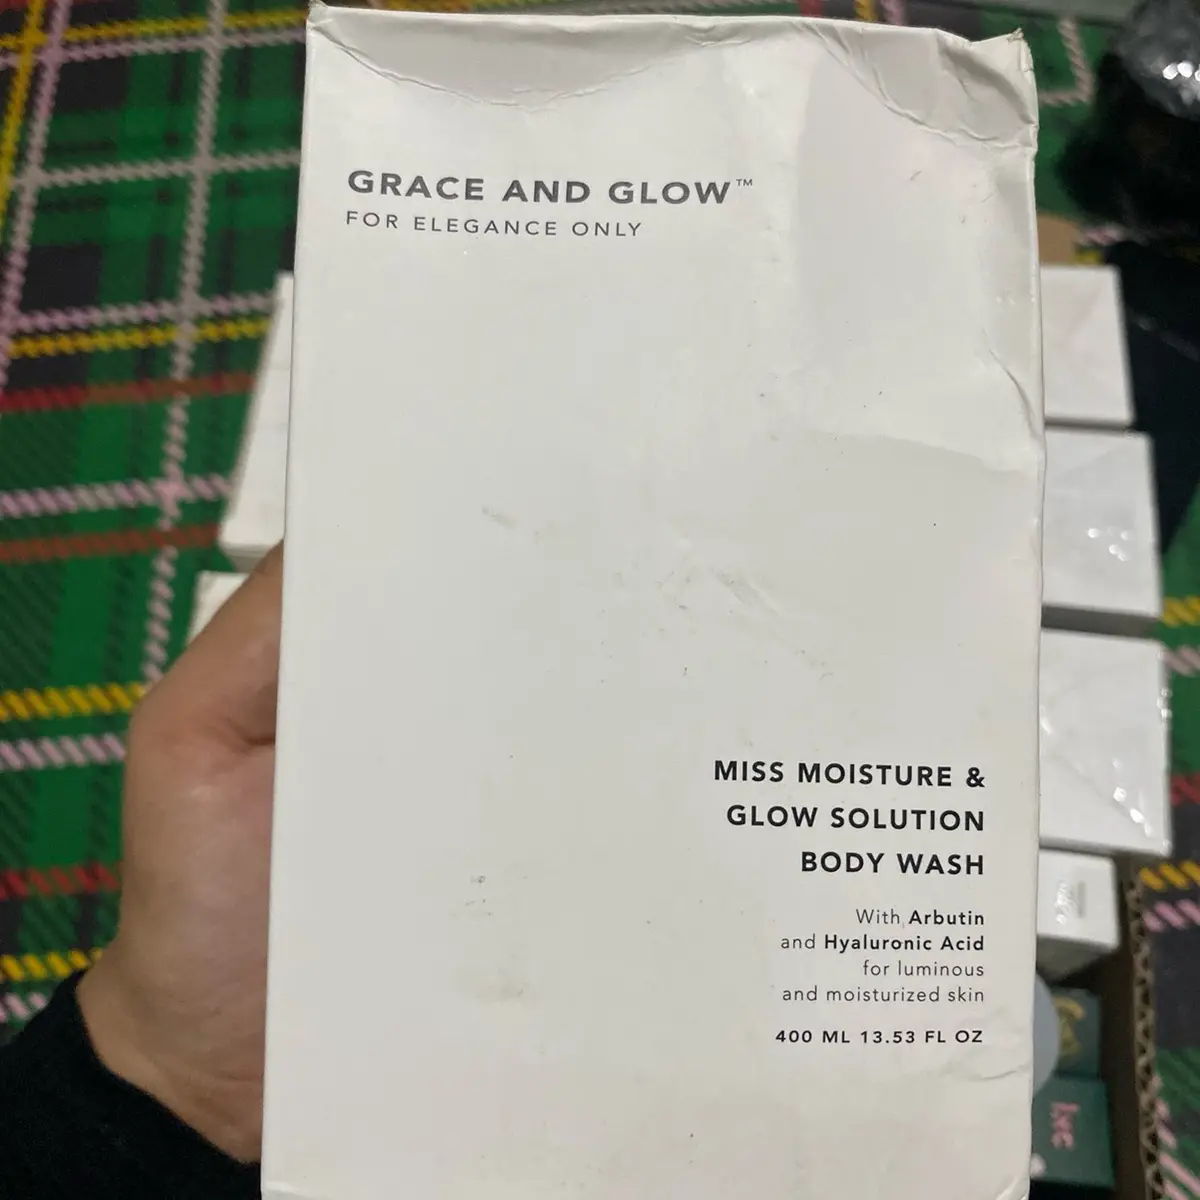 GRACE AND GLOW™
FOR ELEGANCE ONLY
MISS MOISTURE &
GLOW SOLUTION
BODY WASH
With Arbutin
and Hyaluronic Acid
for luminous
and moisturized skin
400 ML 13.53 FL OZ